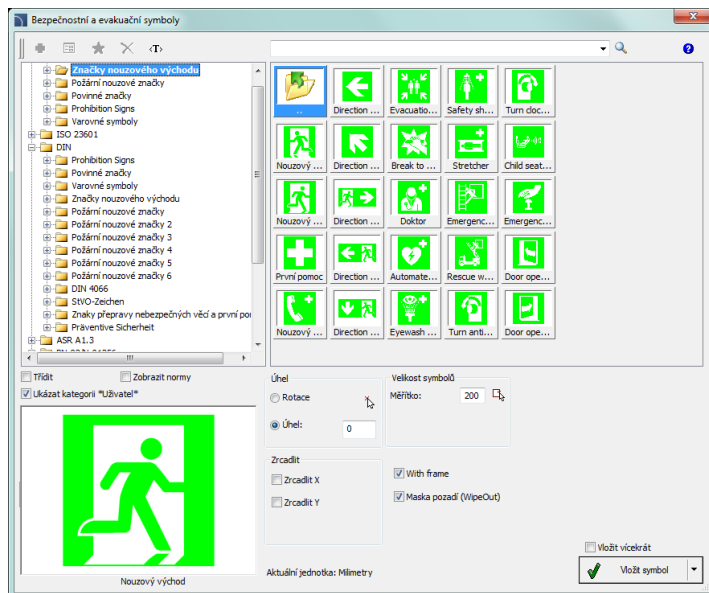 Bezpečnostní a evakuační symboly
‹T›
Značky nouzového východu
Požární nouzové značky
Povinné značky
Prohibition Signs
Varovné symboly
ISO 23601
DIN
Prohibition Signs
Povinné značky
Varovné symboly
Značky nouzového východu
Požární nouzové značky
Požární nouzové značky 2
Požární nouzové značky 3
Požární nouzové značky 4
Požární nouzové značky 5
Požární nouzové značky 6
DIN 4066
StVO-Zeichen
Znaky přepravy nebezpečných věcí a první po
Präventive Sicherheit
ASR A1.3
.. Direction ... Evacuatio... Safety sh... Turn cloc...
Nouzový ... Direction ... Break to ... Stretcher Child seat...
Nouzový ... Direction ... Doktor Emergenc... Emergenc...
První pomoc Direction ... Automate... Rescue w... Door ope...
Nouzový ... Direction ... Eyewash ... Turn anti... Door ope...
Třídit Zobrazit normy
Ukázat kategorii *Uživatel*
Nouzový východ
Úhel
Rotace
Úhel: 0
Velikost symbolů
Měřítko: 200
Zrcadlit
Zrcadlit X
Zrcadlit Y
With frame
Maska pozadí (WipeOut)
Aktuální jednotka: Milimetry
Vložit vícekrát
Vložit symbol